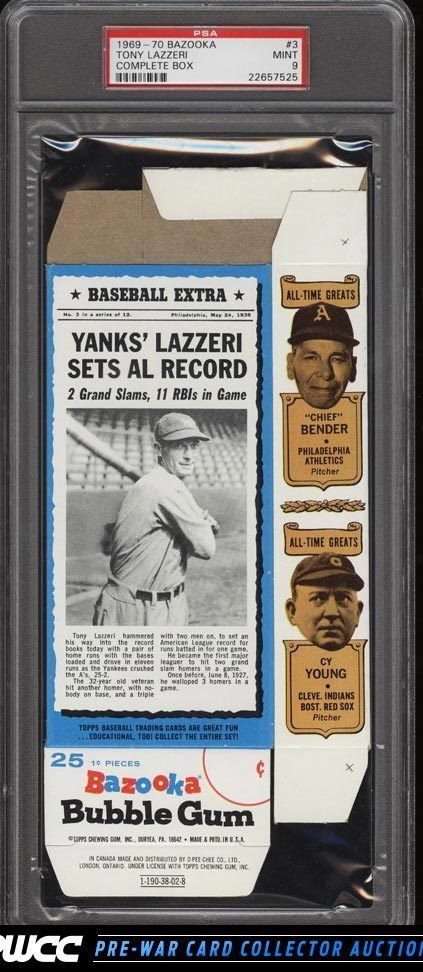 PSA
1969-70 BAZOOKA #3
TONY LAZZERI MINT
COMPLETE BOX 9
22657525
★ BASEBALL EXTRA ★
No. 3 in a series of 12. Philadelphia, May 24, 1936
YANKS' LAZZERI
SETS AL RECORD
2 Grand Slams, 11 RBIs in Game
Tony Lazzeri hammered
his way into the record
books today with a pair of
home runs with the bases
loaded and drove in eleven
runs as the Yankees crushed
the A's, 25-2.
The 32-year old veteran
hit another homer, with no-
body on base, and a triple
with two men on, to set an
American League record for
runs batted in for one game.
He became the first major
leaguer to hit two grand
slam homers in a game.
Once before, June 8, 1927,
he walloped 3 homers in a
game.
TOPPS BASEBALL TRADING CARDS ARE GREAT FUN
...EDUCATIONAL, TOO! COLLECT THE ENTIRE SET!
25 1¢ PIECES
Bazooka
¢
Bubble Gum
©TOPPS CHEWING GUM, INC., DURYEA, PA. 18642 • MADE & PRTD. IN U.S.A.
IN CANADA MADE AND DISTRIBUTED BY O-PEE-CHEE CO., LTD.,
LONDON, ONTARIO. UNDER LICENSE WITH TOPPS CHEWING GUM, INC.
1-190-38-02-8
ALL-TIME GREATS
A
"CHIEF"
BENDER
•
PHILADELPHIA
ATHLETICS
Pitcher
ALL-TIME GREATS
C
CY
YOUNG
•
CLEVE. INDIANS
BOST. RED SOX
Pitcher
PWCC PRE-WAR CARD COLLECTOR AUCTION